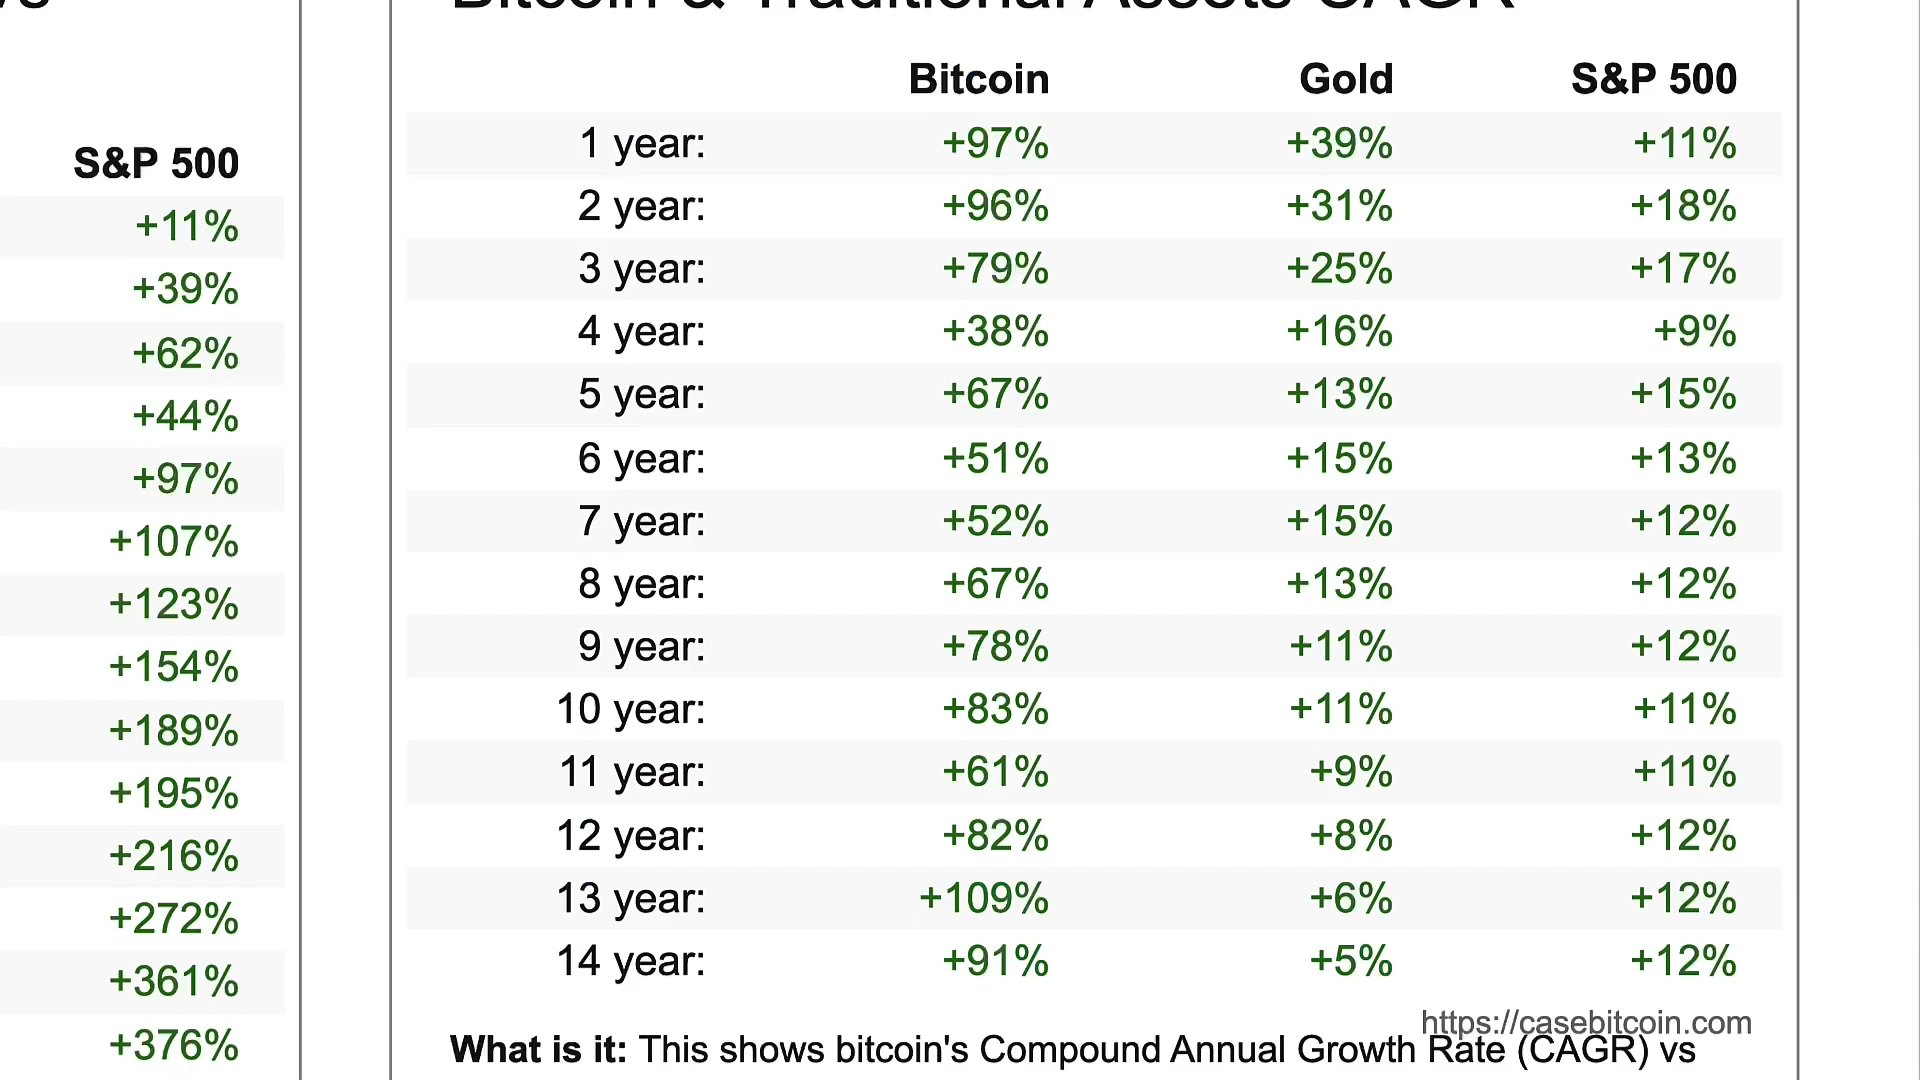 Bitcoin & Traditional Assets CAGR
S&P 500
+11%
+39%
+62%
+44%
+97%
+107%
+123%
+154%
+189%
+195%
+216%
+272%
+361%
+376%
Bitcoin Gold S&P 500
1 year: +97% +39% +11%
2 year: +96% +31% +18%
3 year: +79% +25% +17%
4 year: +38% +16% +9%
5 year: +67% +13% +15%
6 year: +51% +15% +13%
7 year: +52% +15% +12%
8 year: +67% +13% +12%
9 year: +78% +11% +12%
10 year: +83% +11% +11%
11 year: +61% +9% +11%
12 year: +82% +8% +12%
13 year: +109% +6% +12%
14 year: +91% +5% +12%
https://casebitcoin.com
What is it: This shows bitcoin's Compound Annual Growth Rate (CAGR) vs